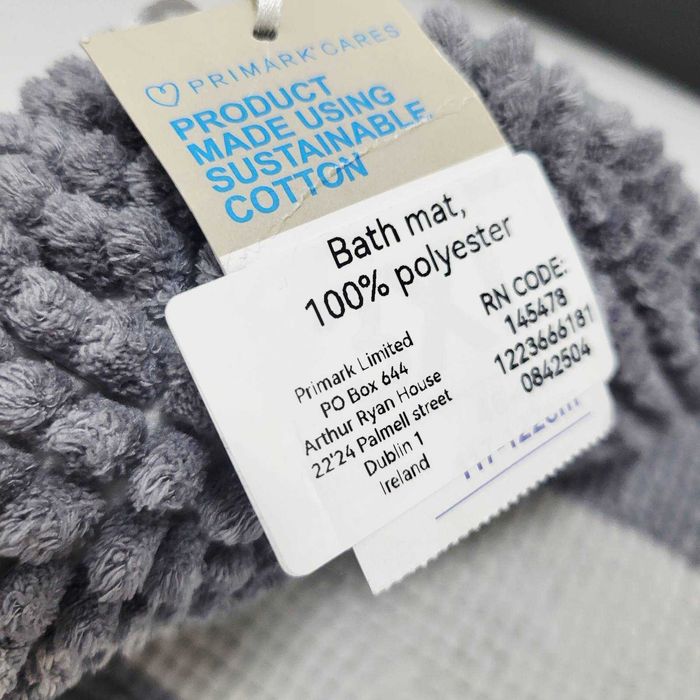 PRIMARK CARES
PRODUCT
MADE USING
SUSTAINABLE
COTTON
Bath mat,
100% polyester
RN CODE:
145478
1223666181
0842504
Primark Limited
PO Box 644
Arthur Ryan House
22'24 Palmell street
Dublin 1
Ireland